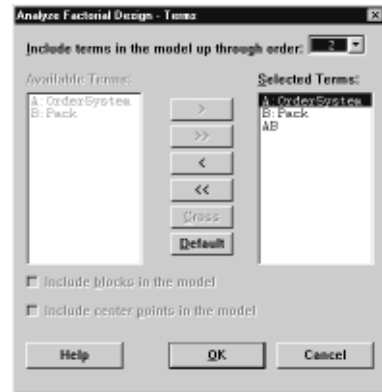 Analyze Factorial Design - Terms
Include terms in the model up through order: 2
Available Terms:
A:OrderSystem
B:Pack
>
>>
<
<<
Cross
Default
Selected Terms:
A:OrderSystem
B:Pack
AB
Include blocks in the model
Include center points in the model
Help
OK
Cancel